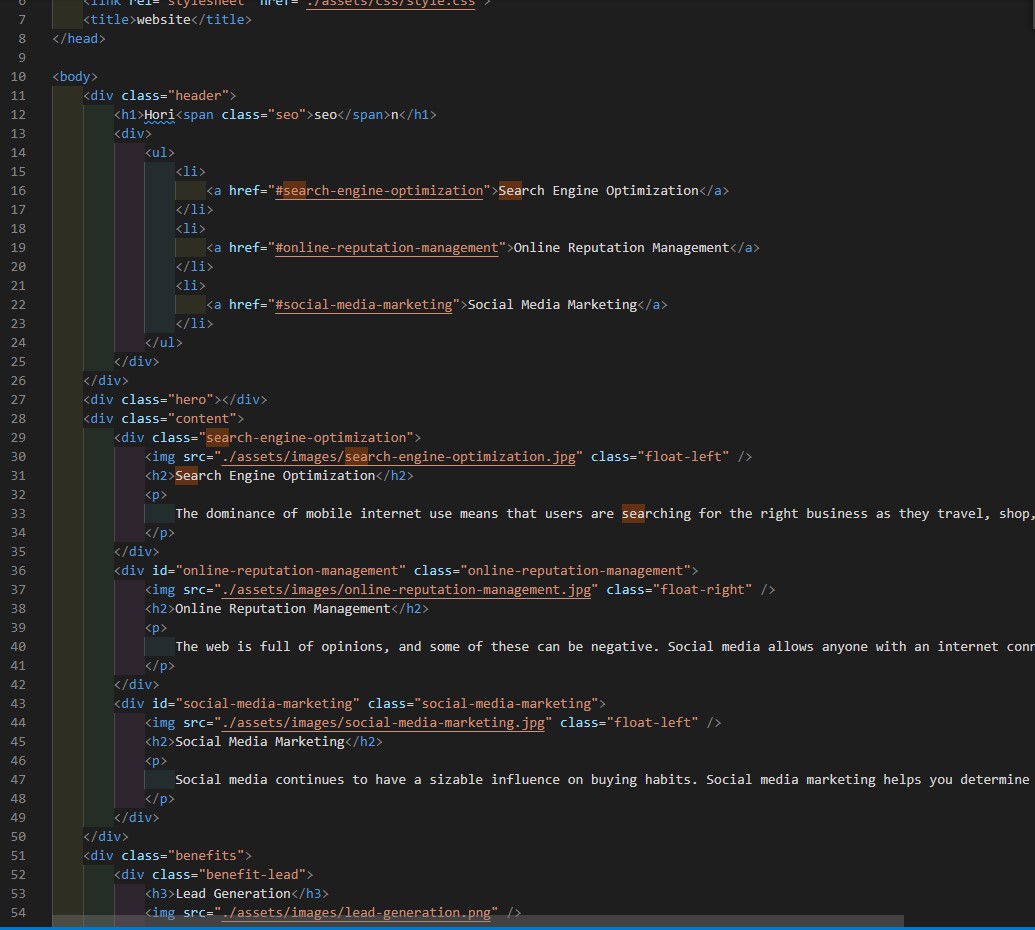 6 <link rel="stylesheet" href="./assets/css/style.css">
7 <title>website</title>
8 </head>
9
10 <body>
11 <div class="header">
12 <h1>Hori<span class="seo">seo</span>n</h1>
13 <div>
14 <ul>
15 <li>
16 <a href="#search-engine-optimization">Search Engine Optimization</a>
17 </li>
18 <li>
19 <a href="#online-reputation-management">Online Reputation Management</a>
20 </li>
21 <li>
22 <a href="#social-media-marketing">Social Media Marketing</a>
23 </li>
24 </ul>
25 </div>
26 </div>
27 <div class="hero"></div>
28 <div class="content">
29 <div class="search-engine-optimization">
30 <img src="./assets/images/search-engine-optimization.jpg" class="float-left" />
31 <h2>Search Engine Optimization</h2>
32 <p>
33 The dominance of mobile internet use means that users are searching for the right business as they travel, shop,
34 </p>
35 </div>
36 <div id="online-reputation-management" class="online-reputation-management">
37 <img src="./assets/images/online-reputation-management.jpg" class="float-right" />
38 <h2>Online Reputation Management</h2>
39 <p>
40 The web is full of opinions, and some of these can be negative. Social media allows anyone with an internet conn
41 </p>
42 </div>
43 <div id="social-media-marketing" class="social-media-marketing">
44 <img src="./assets/images/social-media-marketing.jpg" class="float-left" />
45 <h2>Social Media Marketing</h2>
46 <p>
47 Social media continues to have a sizable influence on buying habits. Social media marketing helps you determine
48 </p>
49 </div>
50 </div>
51 <div class="benefits">
52 <div class="benefit-lead">
53 <h3>Lead Generation</h3>
54 <img src="./assets/images/lead-generation.png" />